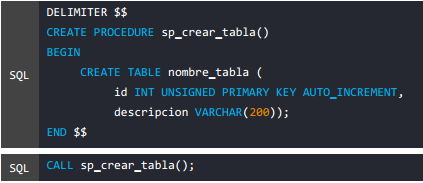 DELIMITER $$
CREATE PROCEDURE sp_crear_tabla()
BEGIN
SQL
CREATE TABLE nombre_tabla (
id INT UNSIGNED PRIMARY KEY AUTO_INCREMENT,
descripcion VARCHAR(200));
END $$
SQL
CALL sp_crear_tabla();